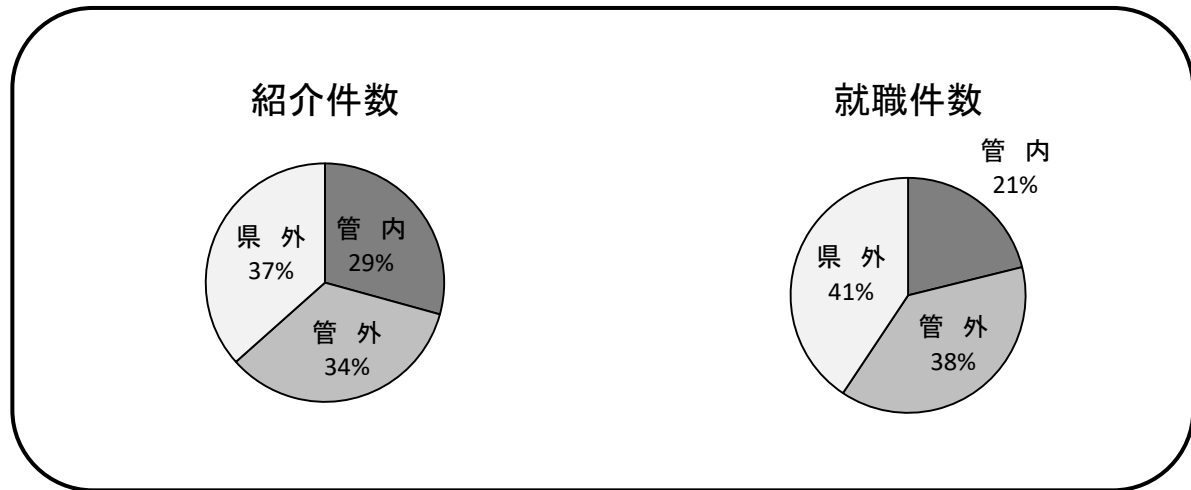 紹介件数
県 外
37%
管 内
29%
管 外
34%
就職件数
管 内
21%
県 外
41%
管 外
38%